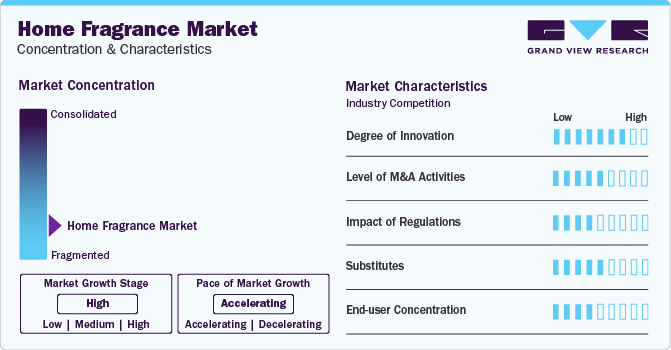 Home Fragrance Market
Concentration & Characteristics
GRAND VIEW RESEARCH
Market Concentration
Consolidated
Home Fragrance Market
Fragmented
Market Growth Stage
High
Low | Medium | High
Pace of Market Growth
Accelerating
Accelerating | Decelerating
Market Characteristics
Industry Competition
Low High
Degree of Innovation
Level of M&A Activities
Impact of Regulations
Substitutes
End-user Concentration